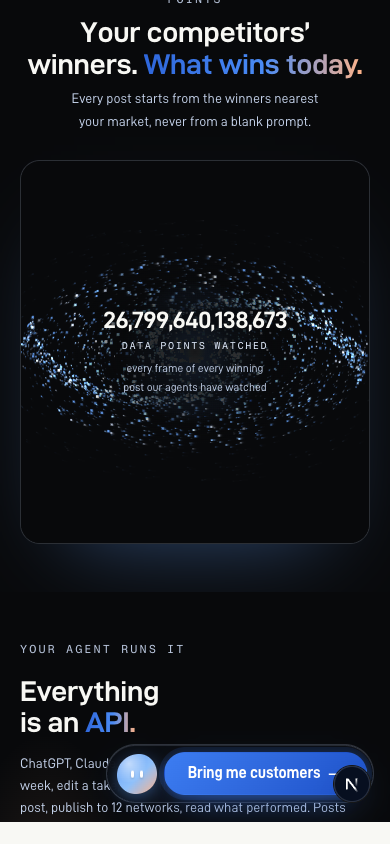 Your competitors'
winners. What wins today.
Every post starts from the winners nearest
your market, never from a blank prompt.
26,799,640,138,673
DATA POINTS WATCHED
every frame of every winning
post our agents have watched
YOUR AGENT RUNS IT
Everything
is an API.
ChatGPT, Claud
week, edit a tak
Bring me customers →
N
post, publish to 12 networks, read what performed. Posts